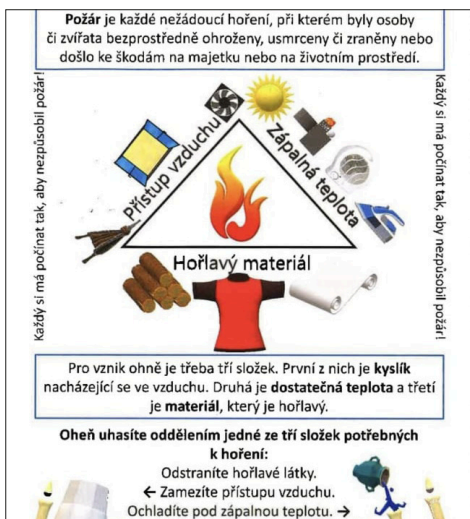 Požár je každé nežádoucí hoření, při kterém byly osoby
či zvířata bezprostředně ohroženy, usmrceny či zraněny nebo
došlo ke škodám na majetku nebo na životním prostředí.
Každý si má počínat tak, aby nezpůsobil požár!
Přístup vzduchu
Zápalná teplota
Každý si má počínat tak, aby nezpůsobil požár!
Hořlavý materiál
Pro vznik ohně je třeba tří složek. První z nich je kyslík
nacházející se ve vzduchu. Druhá je dostatečná teplota a třetí
je materiál, který je hořlavý.
Oheň uhasíte oddělením jedné ze tří složek potřebných
k hoření:
Odstraníte hořlavé látky.
← Zamezíte přístupu vzduchu.
Ochladíte pod zápalnou teplotu. →